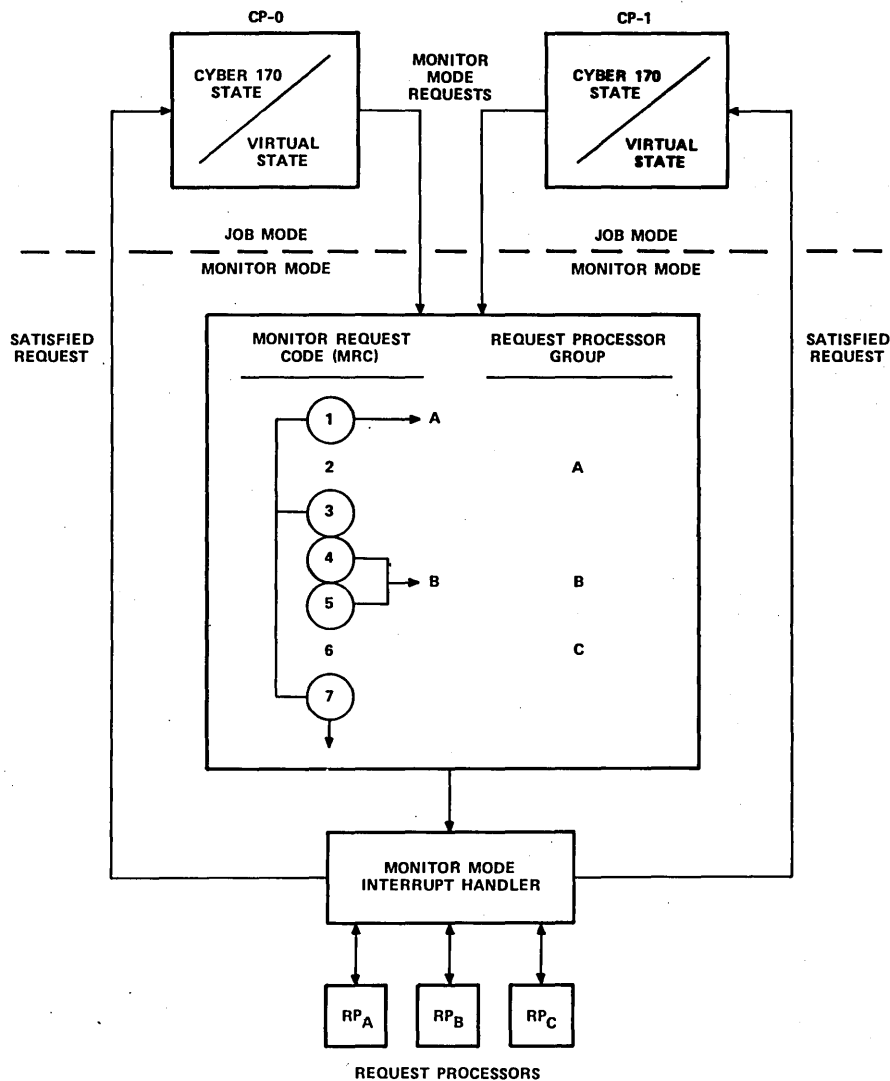 CP-0
CP-1
CYBER 170
STATE
VIRTUAL
STATE
MONITOR
MODE
REQUESTS
CYBER 170
STATE
VIRTUAL
STATE
JOB MODE
JOB MODE
MONITOR MODE
MONITOR MODE
SATISFIED
REQUEST
SATISFIED
REQUEST
MONITOR REQUEST
CODE (MRC)
REQUEST PROCESSOR
GROUP
1
A
2
A
3
4
B
B
5
6
C
7
MONITOR MODE
INTERRUPT HANDLER
RPA
RPB
RPC
REQUEST PROCESSORS